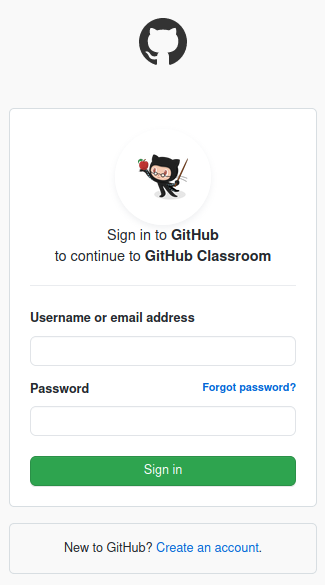 Sign in to GitHub
to continue to GitHub Classroom
Username or email address
Password Forgot password?
Sign in
New to GitHub? Create an account.